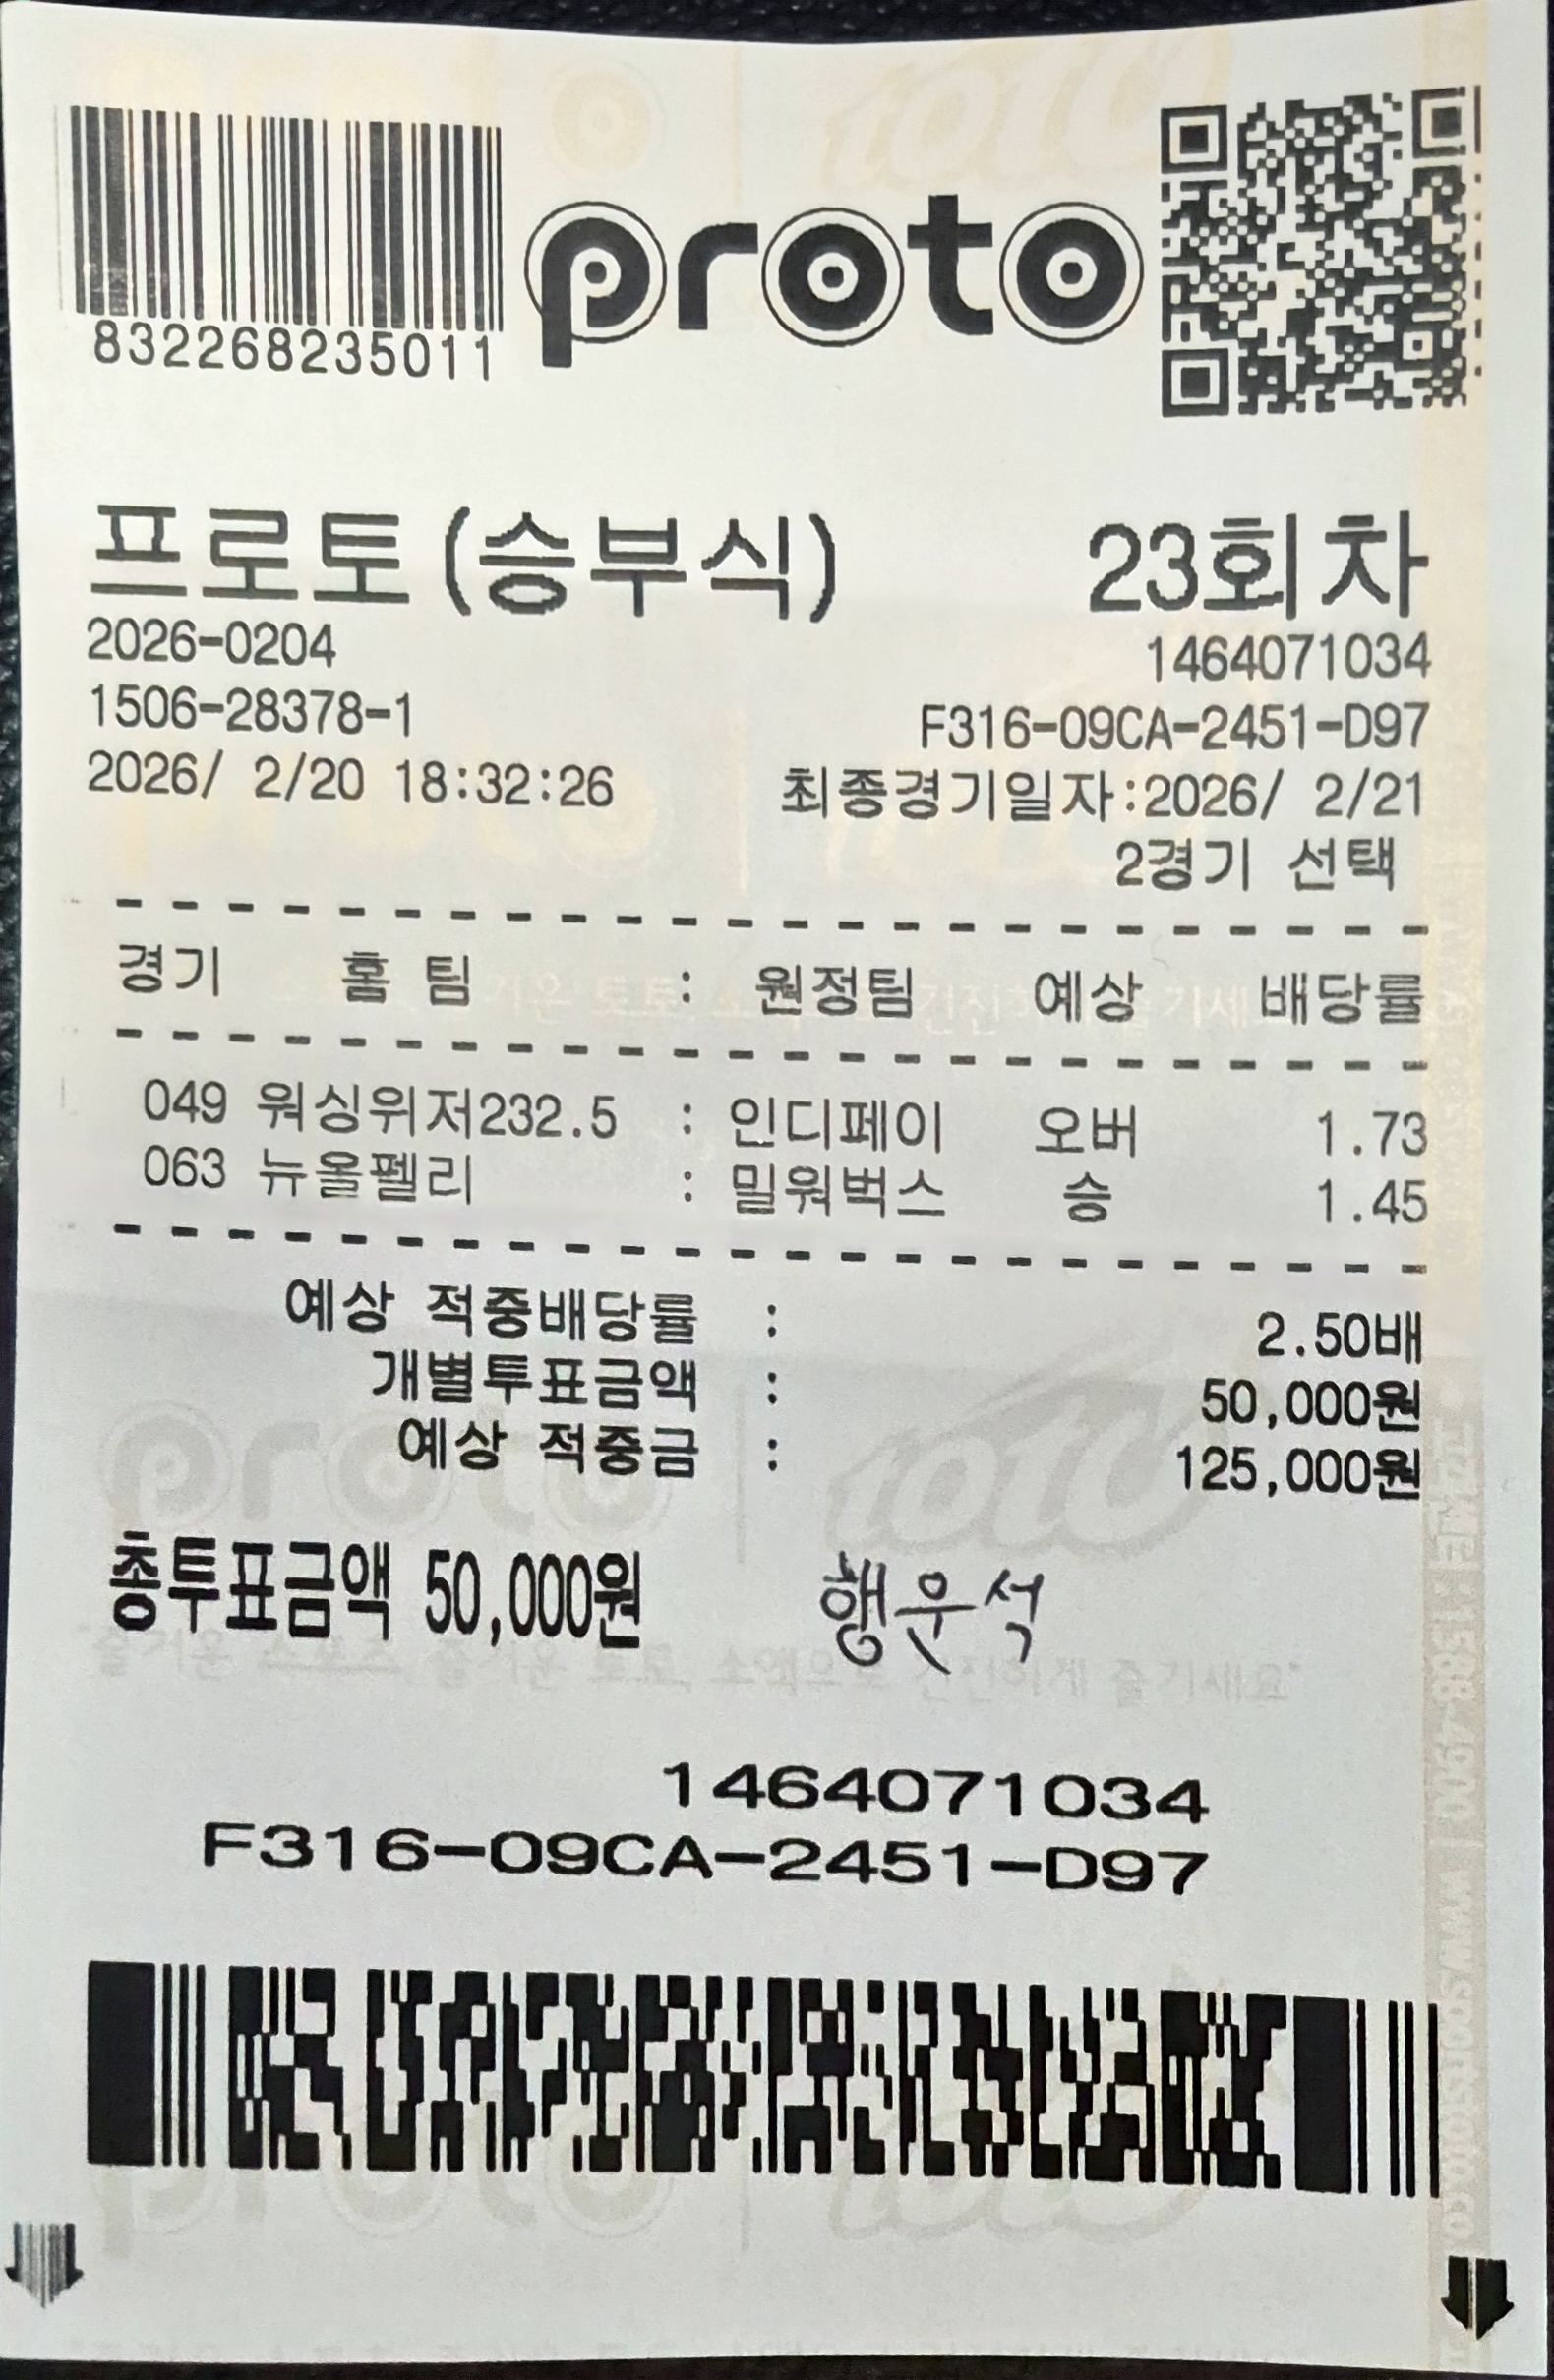 proto
832268235011
프로토(승부식) 23회차
2026-0204 1464071034
1506-28378-1 F316-09CA-2451-D97
2026/ 2/20 18:32:26 최종경기일자:2026/ 2/21
2경기 선택
경기 홈 팀 : 원정팀 예상 배당률
049 워싱위저232.5 : 인디페이 오버 1.73
063 뉴올펠리 : 밀워벅스 승 1.45
예상 적중배당률 : 2.50배
개별투표금액 : 50,000원
예상 적중금 : 125,000원
총투표금액 50,000원 행운석
1464071034
F316-09CA-2451-D97